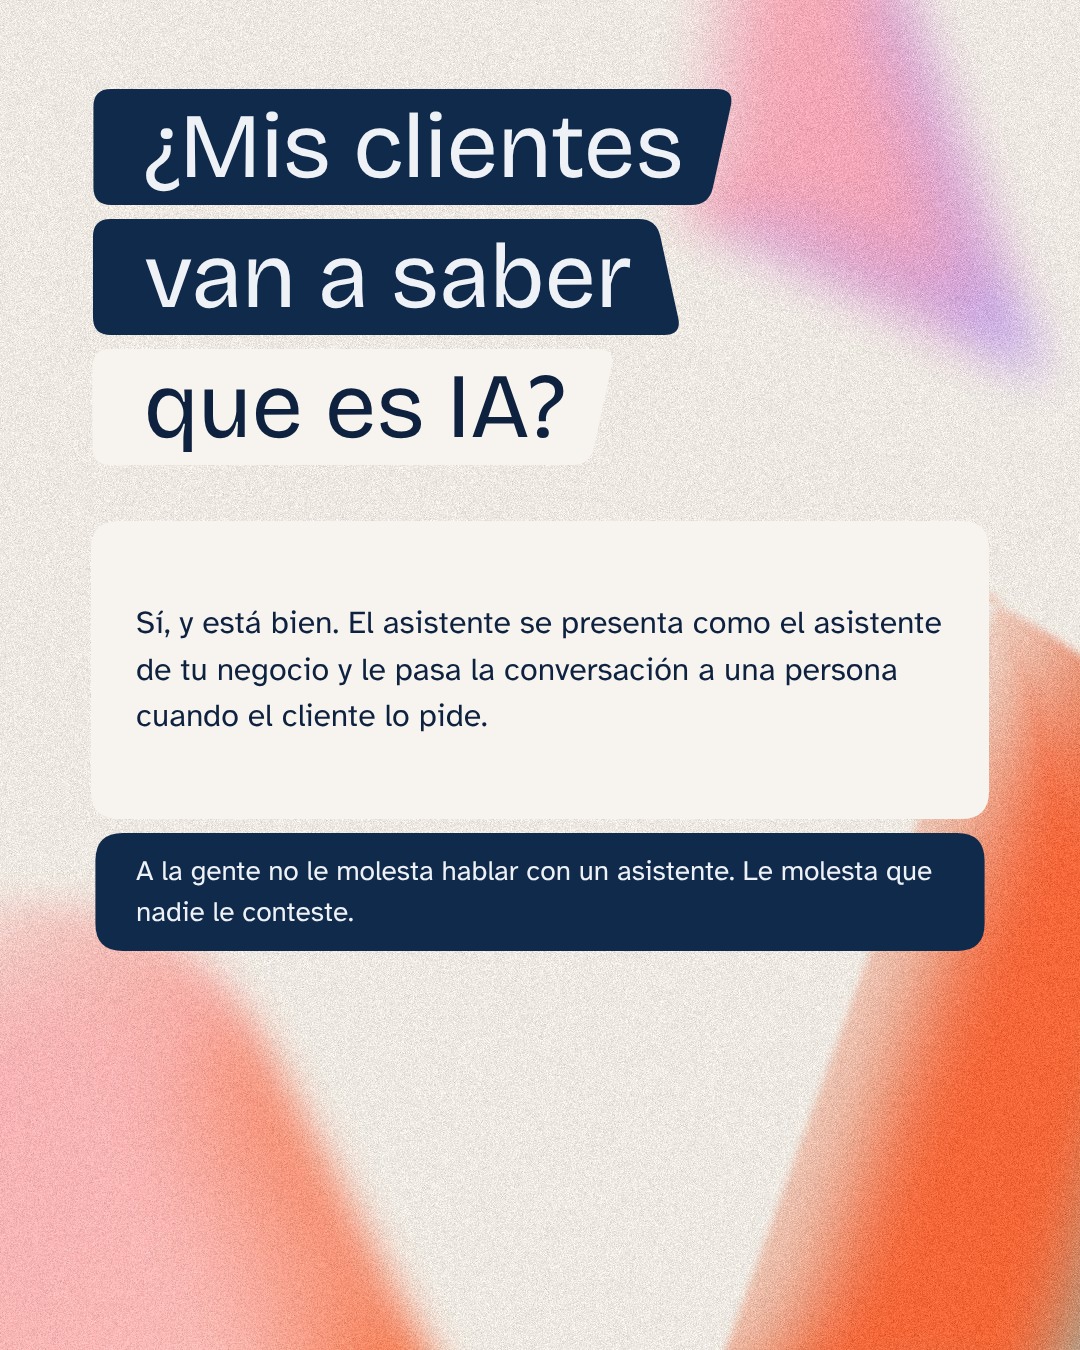 ¿Mis clientes
van a saber
que es IA?
Sí, y está bien. El asistente se presenta como el asistente
de tu negocio y le pasa la conversación a una persona
cuando el cliente lo pide.
A la gente no le molesta hablar con un asistente. Le molesta que
nadie le conteste.